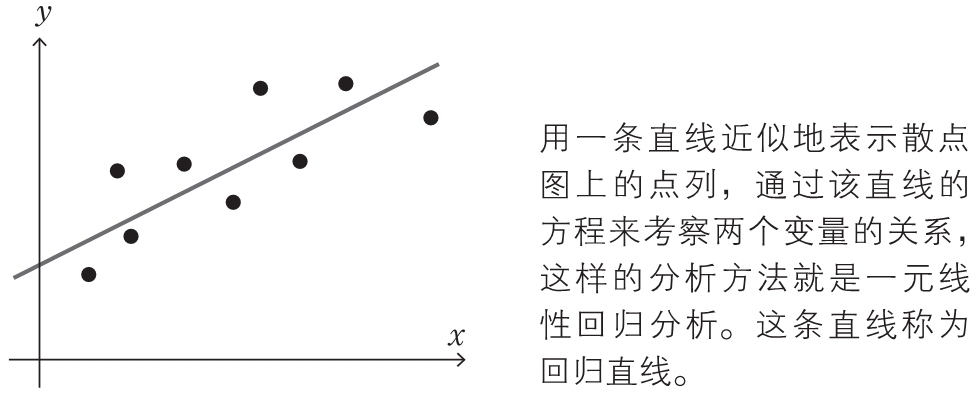 y
x
用一条直线近似地表示散点
图上的点列，通过该直线的
方程来考察两个变量的关系，
这样的分析方法就是一元线
性回归分析。这条直线称为
回归直线。